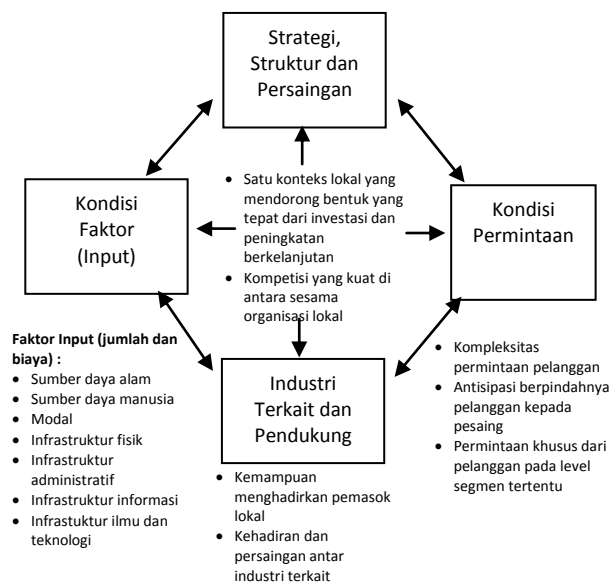 Strategi,
Struktur dan
Persaingan
• Satu konteks lokal yang
mendorong bentuk yang
tepat dari investasi dan
peningkatan
berkelanjutan
• Kompetisi yang kuat di
antara sesama
organisasi lokal
Kondisi
Faktor
(Input)
Kondisi
Permintaan
Faktor Input (jumlah dan
biaya) :
• Sumber daya alam
• Sumber daya manusia
• Modal
• Infrastruktur fisik
• Infrastruktur
administratif
• Infrastruktur informasi
• Infrastuktur ilmu dan
teknologi
Industri
Terkait dan
Pendukung
• Kemampuan
menghadirkan pemasok
lokal
• Kehadiran dan
persaingan antar
industri terkait
• Kompleksitas
permintaan pelanggan
• Antisipasi berpindahnya
pelanggan kepada
pesaing
• Permintaan khusus dari
pelanggan pada level
segmen tertentu